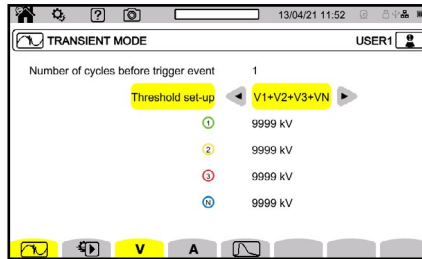 13/04/21 11:52
TRANSIENT MODE
USER1
Number of cycles before trigger event 1
Threshold set-up V1+V2+V3+VN
1 9999 kV
2 9999 kV
3 9999 kV
N 9999 kV
V A